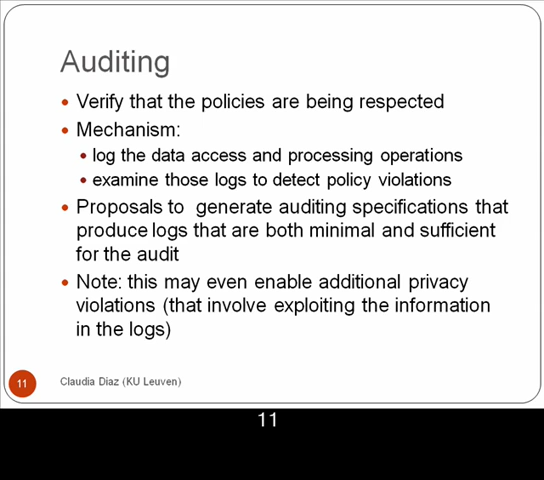 Auditing
• Verify that the policies are being respected
• Mechanism:
• log the data access and processing operations
• examine those logs to detect policy violations
• Proposals to generate auditing specifications that
produce logs that are both minimal and sufficient
for the audit
• Note: this may even enable additional privacy
violations (that involve exploiting the information
in the logs)
11
Claudia Diaz (KU Leuven)
11